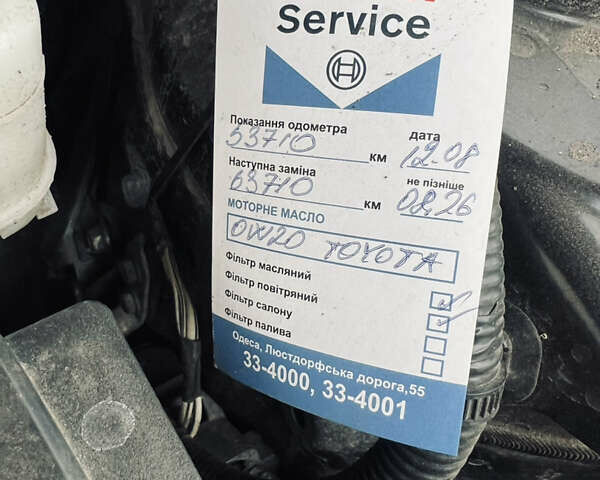 Service
Показання одометра дата
53710 км 12.08
Наступна заміна не пізніше
63710 км 08.26
МОТОРНЕ МАСЛО
0W20 TOYOTA
Фільтр масляний
Фільтр повітряний
Фільтр салону
Фільтр палива
Одеса, Люстдорфська дорога,55
33-4000, 33-4001